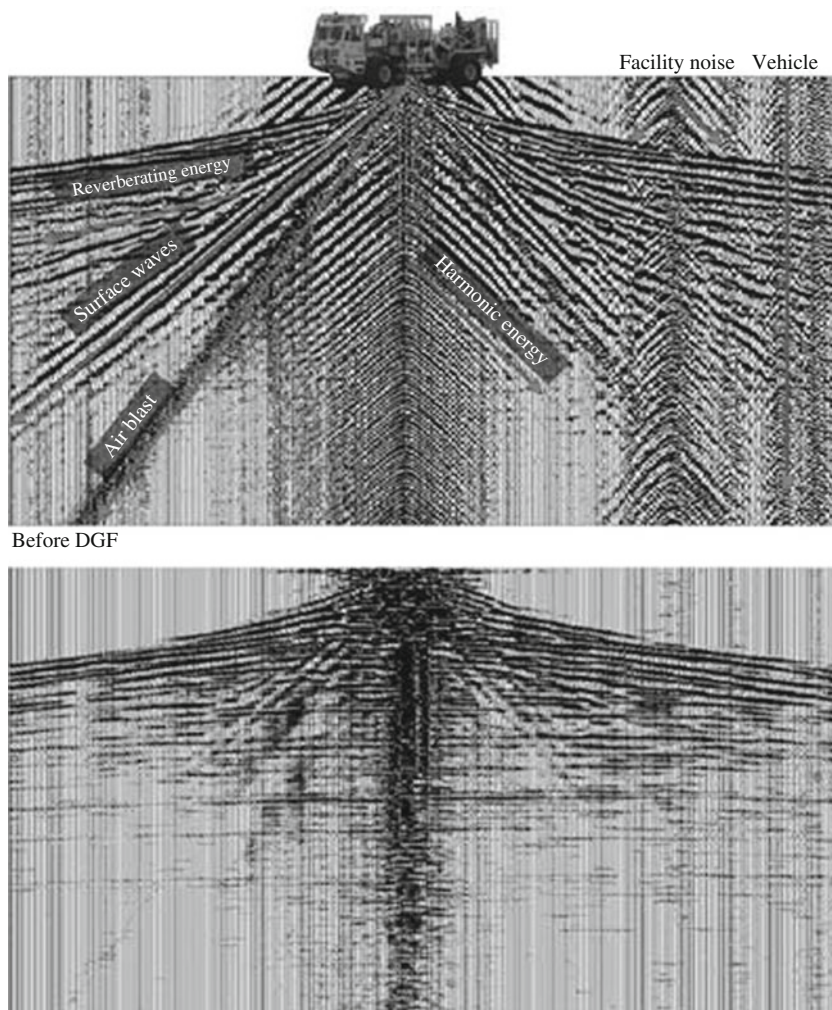 Facility noise Vehicle
Reverberating energy
Surface waves
Harmonic energy
Air blast
Before DGF